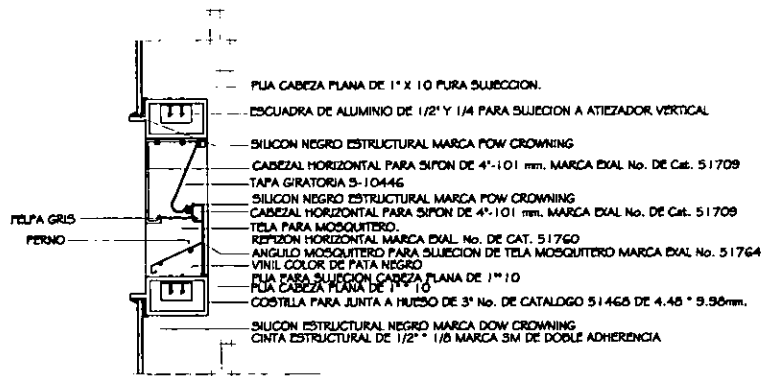 PIJA CABEZA PLANA DE 1" X 10 PURA SUJECCION.
ESCUADRA DE ALUMINIO DE 1/2" Y 1/4 PARA SUJECION A ATIEZADOR VERTICAL
SILICON NEGRO ESTRUCTURAL MARCA POW CROWNING
CABEZAL HORIZONTAL PARA SIFON DE 4"-101 mm. MARCA EXAL No. DE Cat. 51709
TAPA GIRATORIA S-10446
SILICON NEGRO ESTRUCTURAL MARCA POW CROWNING
FELPA GRIS
CABEZAL HORIZONTAL PARA SIFON DE 4"-101 mm. MARCA EXAL No. DE Cat. 51709
TELA PARA MOSQUITERO.
PERNO
REPIZON HORIZONTAL MARCA EXAL. No. DE CAT. 51760
ANGULO MOSQUITERO PARA SUJECION DE TELA MOSQUITERO MARCA EXAL No. 51764
VINIL COLOR DE PATA NEGRO
PIJA PARA SUJECION CABEZA PLANA DE 1"*10
PIJA CABEZA PLANA DE 1"* 10
COSTILLA PARA JUNTA A HUESO DE 3" No. DE CATALOGO 51468 DE 4.48 * 9.98mm.
SILICON ESTRUCTURAL NEGRO MARCA DOW CROWNING
CINTA ESTRUCTURAL DE 1/2" * 1/8 MARCA 3M DE DOBLE ADHERENCIA